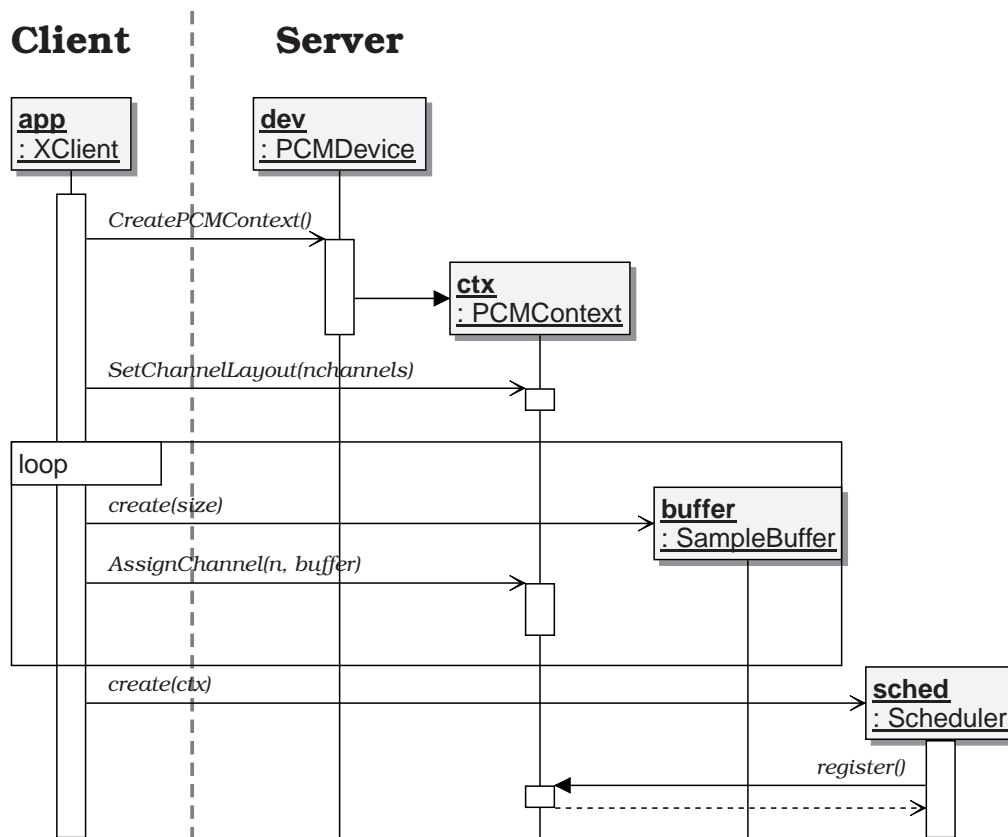 Client
Server
app
: XClient
dev
: PCMDevice
CreatePCMContext()
ctx
: PCMContext
SetChannelLayout(nchannels)
loop
create(size)
buffer
: SampleBuffer
AssignChannel(n, buffer)
create(ctx)
sched
: Scheduler
register()